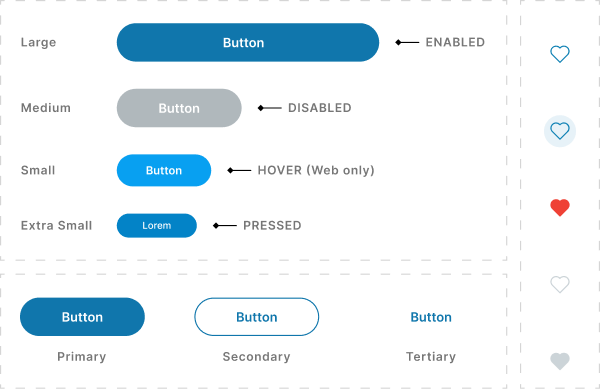 Large
Button
ENABLED
Medium
Button
DISABLED
Small
Button
HOVER (Web only)
Extra Small
Lorem
PRESSED
Button
Button
Button
Primary
Secondary
Tertiary